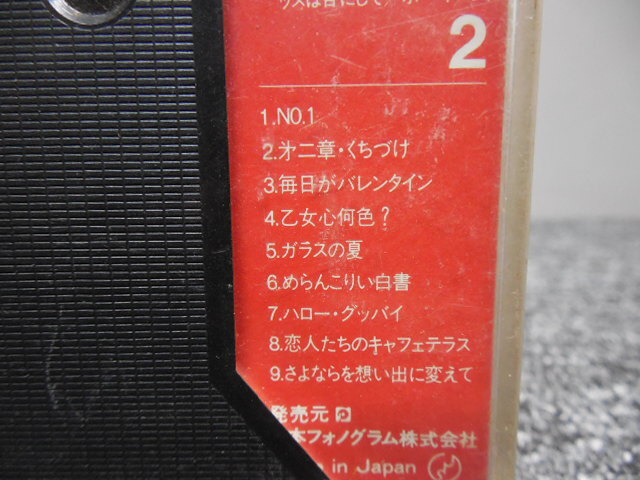 2
1.NO.1
2.才二章・くちづけ
3.毎日がバレンタイン
4.乙女心何色?
5.ガラスの夏
6.めらんこりい白書
7.ハロー・グッバイ
8.恋人たちのキャフェテラス
9.さよならを想い出に変えて
発売元
本フォノグラム株式会社
in Japan